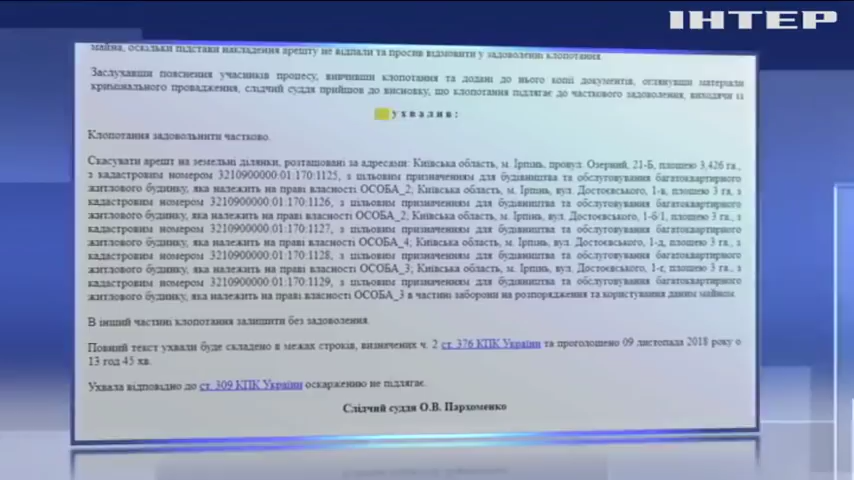 ІНТЕР
майна, оскільки підстави накладення арешту не відпали та просив відмовити у задоволенні клопотання.
Заслухавши пояснення учасників процесу, вивчивши клопотання та додані до нього копії документів, оглянувши матеріали
кримінального провадження, слідчий суддя прийшов до висновку, що клопотання підлягає до часткового задоволення, виходячи із
ухвалив:
Клопотання задовольнити частково.
Скасувати арешт на земельні ділянки, розташовані за адресами: Київська область, м. Ірпінь, провул. Озерний, 21-Б, площею 3,426 га.,
з кадастровим номером 3210900000:01:170:1125, з цільовим призначенням для будівництва та обслуговування багатоквартирного
житлового будинку, яка належить на праві власності ОСОБА_2; Київська область, м. Ірпінь, вул. Достоєвського, 1-в, площею 3 га, з
кадастровим номером 3210900000:01:170:1126, з цільовим призначенням для будівництва та обслуговування багатоквартирного
житлового будинку, яка належить на праві власності ОСОБА_2; Київська область, м. Ірпінь, вул. Достоєвського, 1-б/1, площею 3 га., з
кадастровим номером 3210900000:01:170:1127, з цільовим призначенням для будівництва та обслуговування багатоквартирного
житлового будинку, яка належить на праві власності ОСОБА_4; Київська область, м. Ірпінь, вул. Достоєвського, 1-д, площею 3 га., з
кадастровим номером 3210900000:01:170:1128, з цільовим призначенням для будівництва та обслуговування багатоквартирного
житлового будинку, яка належить на праві власності ОСОБА_3; Київська область, м. Ірпінь, вул. Достоєвського, 1-г, площею 3 га., з
кадастровим номером 3210900000:01:170:1129, з цільовим призначенням для будівництва та обслуговування багатоквартирного
житлового будинку, яка належить на праві власності ОСОБА_3 в частині заборони на розпорядження та користування даним майном.
В іншій частині клопотання залишити без задоволення.
Повний текст ухвали буде складено в межах строків, визначених ч. 2 ст. 376 КПК України та проголошено 09 листопада 2018 року о
13 год 45 хв.
Ухвала відповідно до ст. 309 КПК України оскарженню не підлягає.
Слідчий суддя О.В. Пархоменко